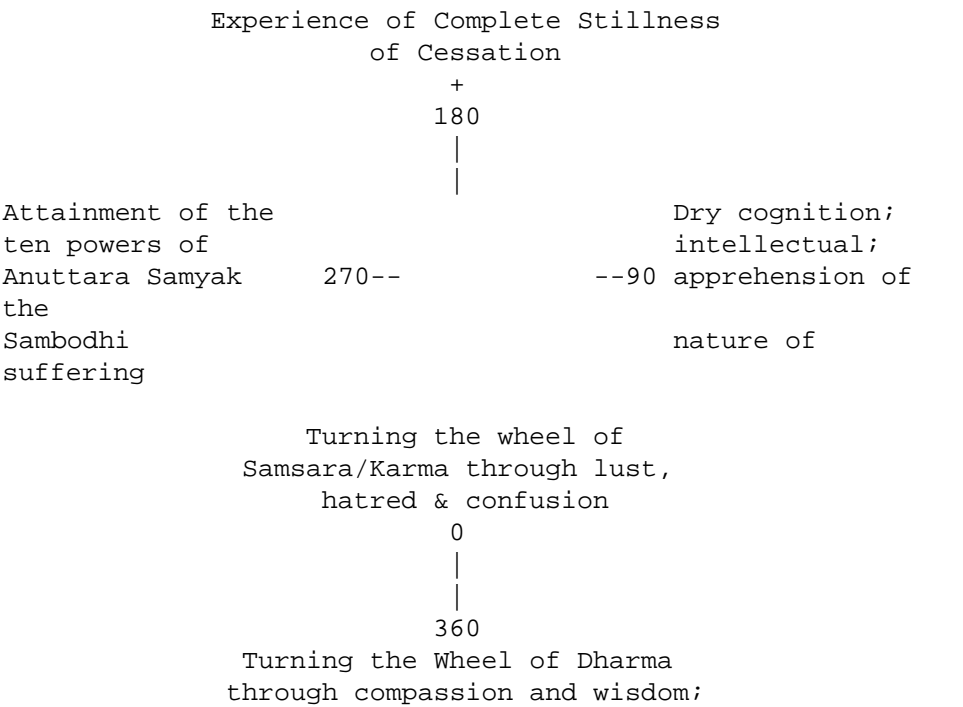 Experience of Complete Stillness
of Cessation
+
180
|
|
Attainment of the Dry cognition;
ten powers of intellectual;
Anuttara Samyak 270-- --90 apprehension of
the
Sambodhi nature of
suffering
Turning the wheel of
Samsara/Karma through lust,
hatred & confusion
0
|
|
360
Turning the Wheel of Dharma
through compassion and wisdom;